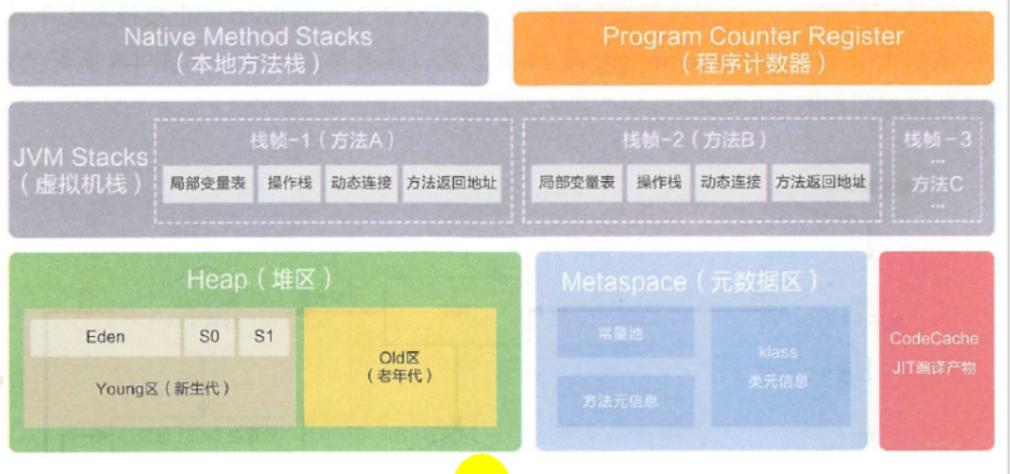 Native Method Stacks
（本地方法栈）
Program Counter Register
（程序计数器）
JVM Stacks
（虚拟机栈）
栈帧-1（方法A）
局部变量表
操作栈
动态连接
方法返回地址
栈帧-2（方法B）
局部变量表
操作栈
动态连接
方法返回地址
栈帧-3
...
方法C
...
Heap（堆区）
Eden
S0
S1
Young区（新生代）
Old区
（老年代）
Metaspace（元数据区）
常量池
方法元信息
klass
类元信息
CodeCache
JIT编译产物